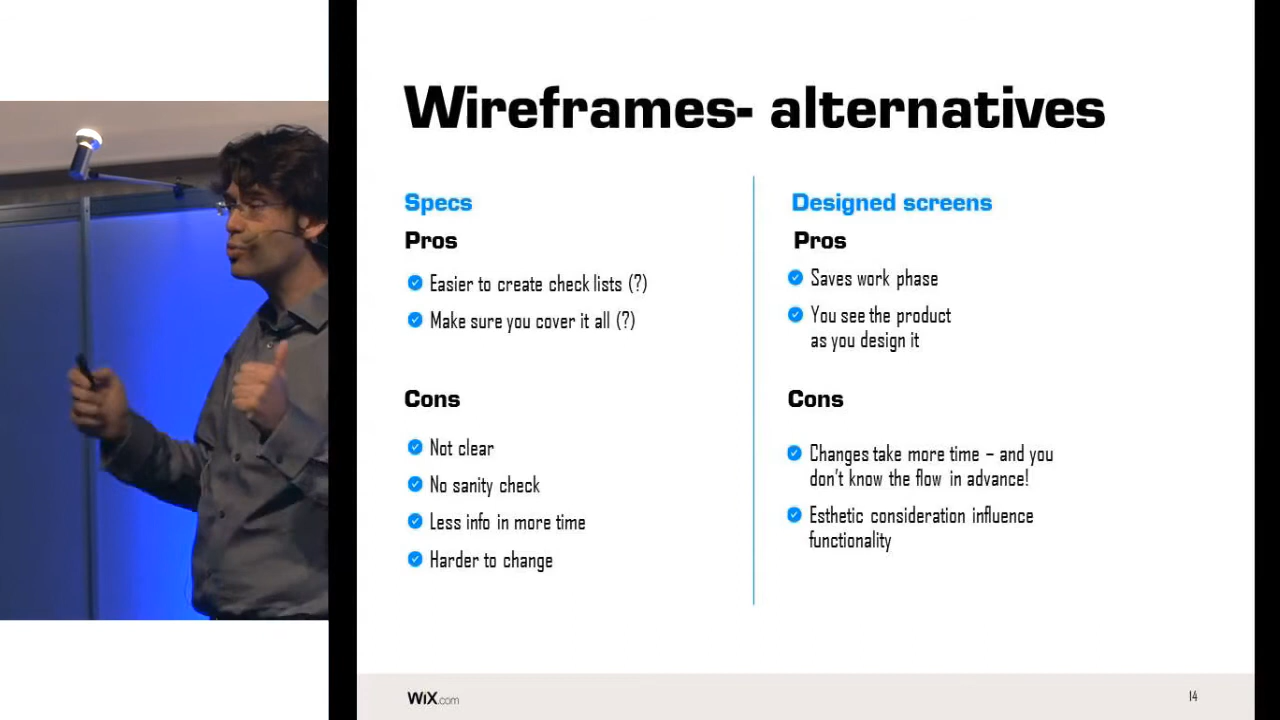 Wireframes- alternatives
Specs
Pros
Easier to create check lists (?)
Make sure you cover it all (?)
Cons
Not clear
No sanity check
Less info in more time
Harder to change
Designed screens
Pros
Saves work phase
You see the product
as you design it
Cons
Changes take more time – and you
don't know the flow in advance!
Esthetic consideration influence
functionality
WiX.com
14